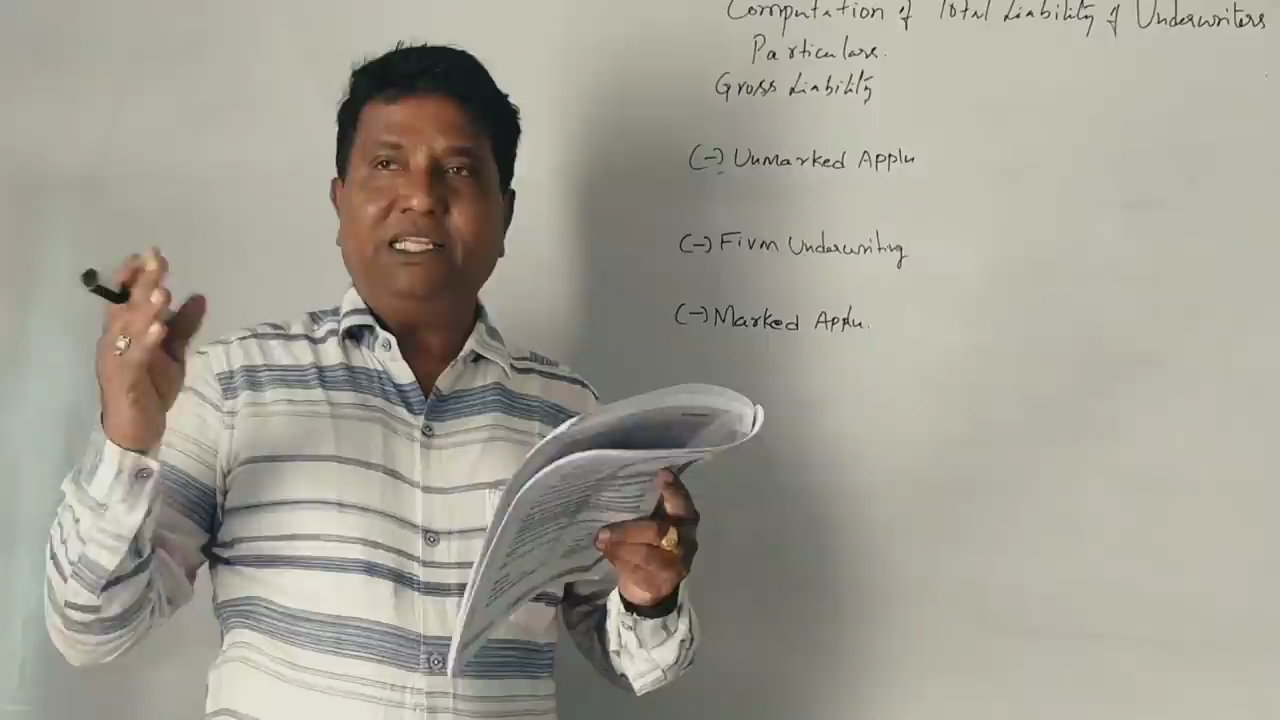 Computation of Total Liability of Underwriters
Particulars.
Gross Liability
(-) Unmarked Appln
(-) Firm Underwriting
(-) Marked Appln.